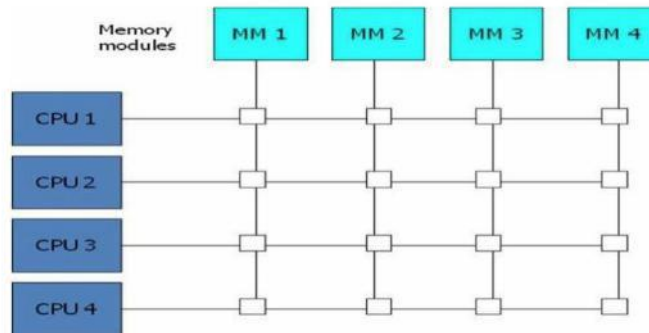 Memory
modules
MM 1
MM 2
MM 3
MM 4
CPU 1
CPU 2
CPU 3
CPU 4